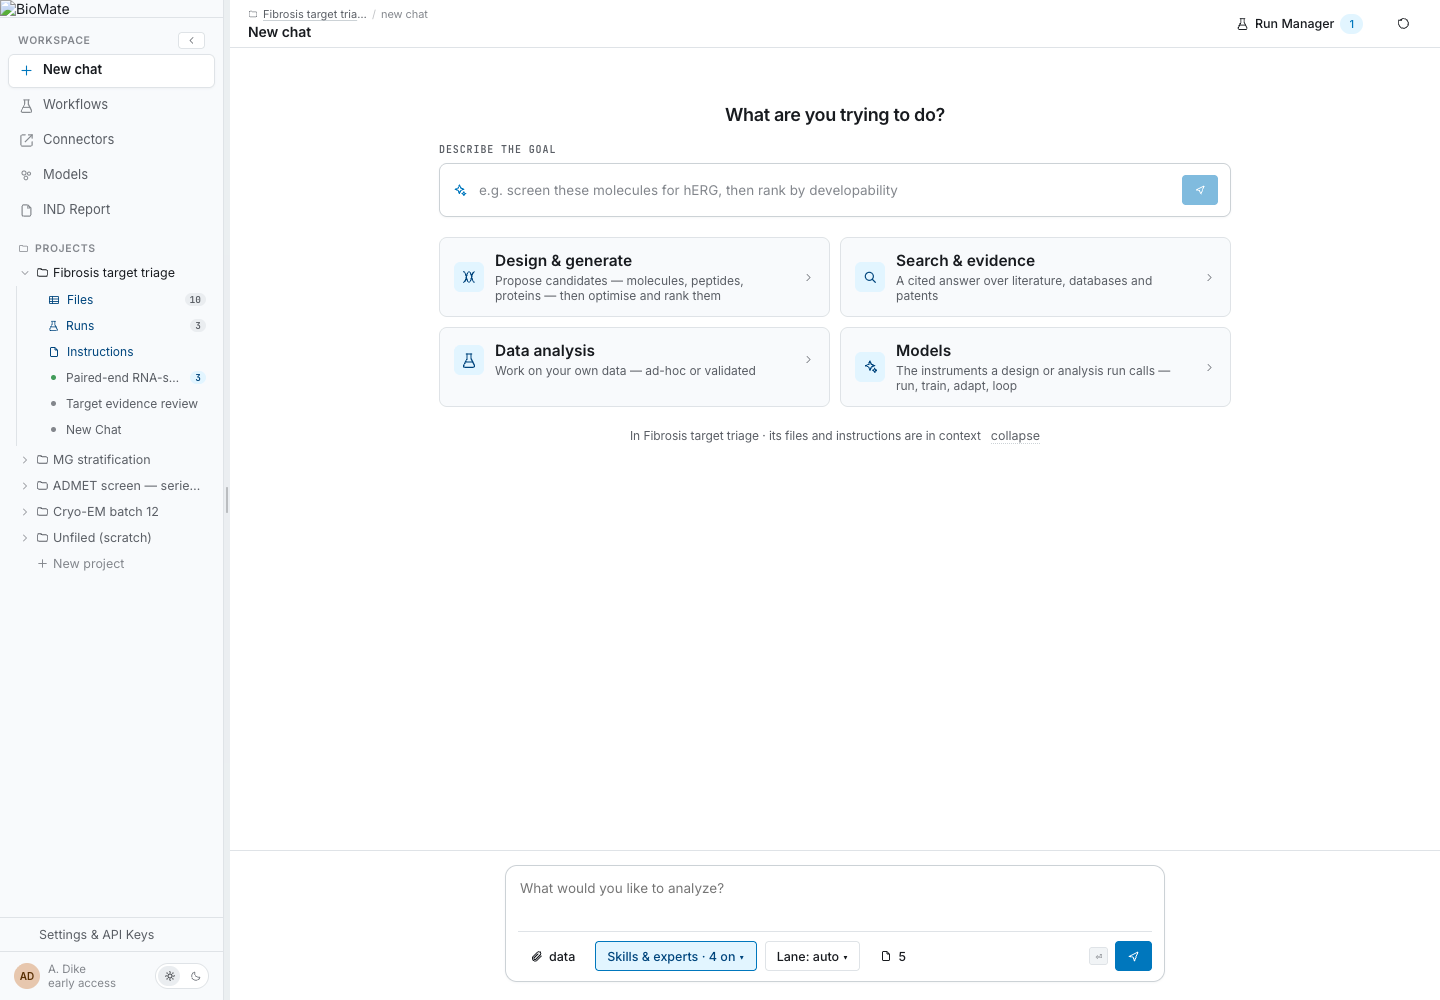 BioMate
WORKSPACE
New chat
Workflows
Connectors
Models
IND Report
PROJECTS
Fibrosis target triage
Files 10
Runs 3
Instructions
Paired-end RNA-s... 3
Target evidence review
New Chat
MG stratification
ADMET screen — serie...
Cryo-EM batch 12
Unfiled (scratch)
New project
Settings & API Keys
AD
A. Dike
early access
Fibrosis target tria... / new chat
New chat
Run Manager 1
What are you trying to do?
DESCRIBE THE GOAL
e.g. screen these molecules for hERG, then rank by developability
Design & generate
Propose candidates — molecules, peptides,
proteins — then optimise and rank them
Search & evidence
A cited answer over literature, databases and
patents
Data analysis
Work on your own data — ad-hoc or validated
Models
The instruments a design or analysis run calls —
run, train, adapt, loop
In Fibrosis target triage · its files and instructions are in context collapse
What would you like to analyze?
data
Skills & experts · 4 on ▾
Lane: auto ▾
5
⏎